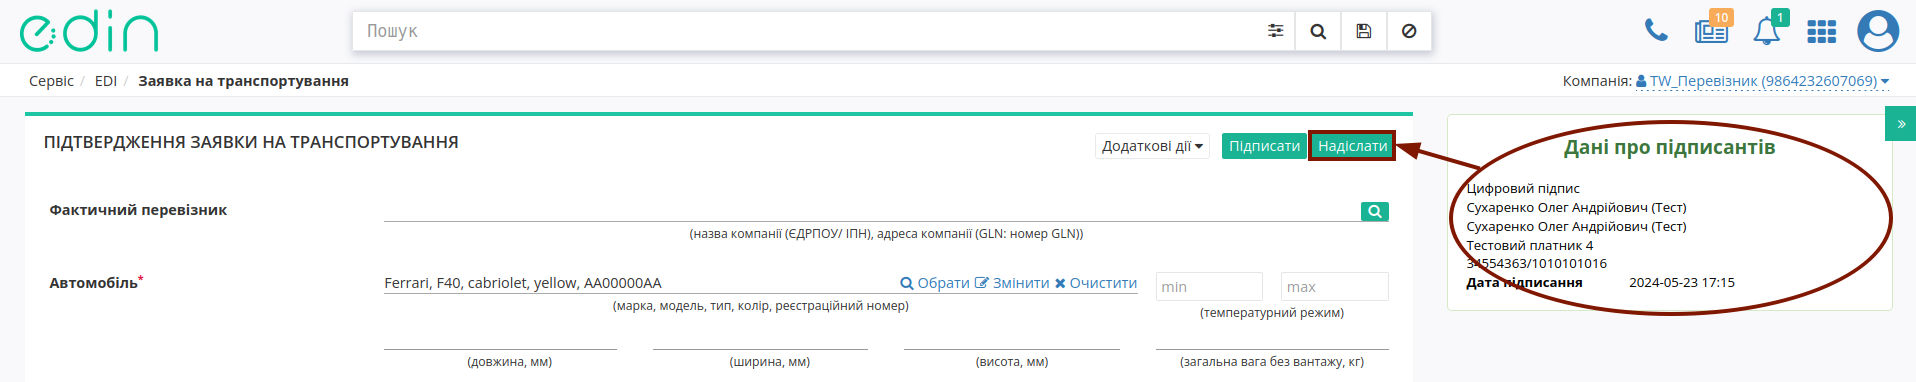 edin
Пошук
10
1
Сервіс / EDI / Заявка на транспортування
Компанія: TW_Перевізник (9864232607069)
ПІДТВЕРДЖЕННЯ ЗАЯВКИ НА ТРАНСПОРТУВАННЯ
Додаткові дії
Підписати
Надіслати
Фактичний перевізник
(назва компанії (ЄДРПОУ/ ІПН), адреса компанії (GLN: номер GLN))
Автомобіль*
Ferrari, F40, cabriolet, yellow, AA00000AA
Обрати Змінити Очистити
min
max
(марка, модель, тип, колір, реєстраційний номер)
(температурний режим)
(довжина, мм)
(ширина, мм)
(висота, мм)
(загальна вага без вантажу, кг)
»
Дані про підписантів
Цифровий підпис
Сухаренко Олег Андрійович (Тест)
Сухаренко Олег Андрійович (Тест)
Тестовий платник 4
34554363/1010101016
Дата підписання 2024-05-23 17:15